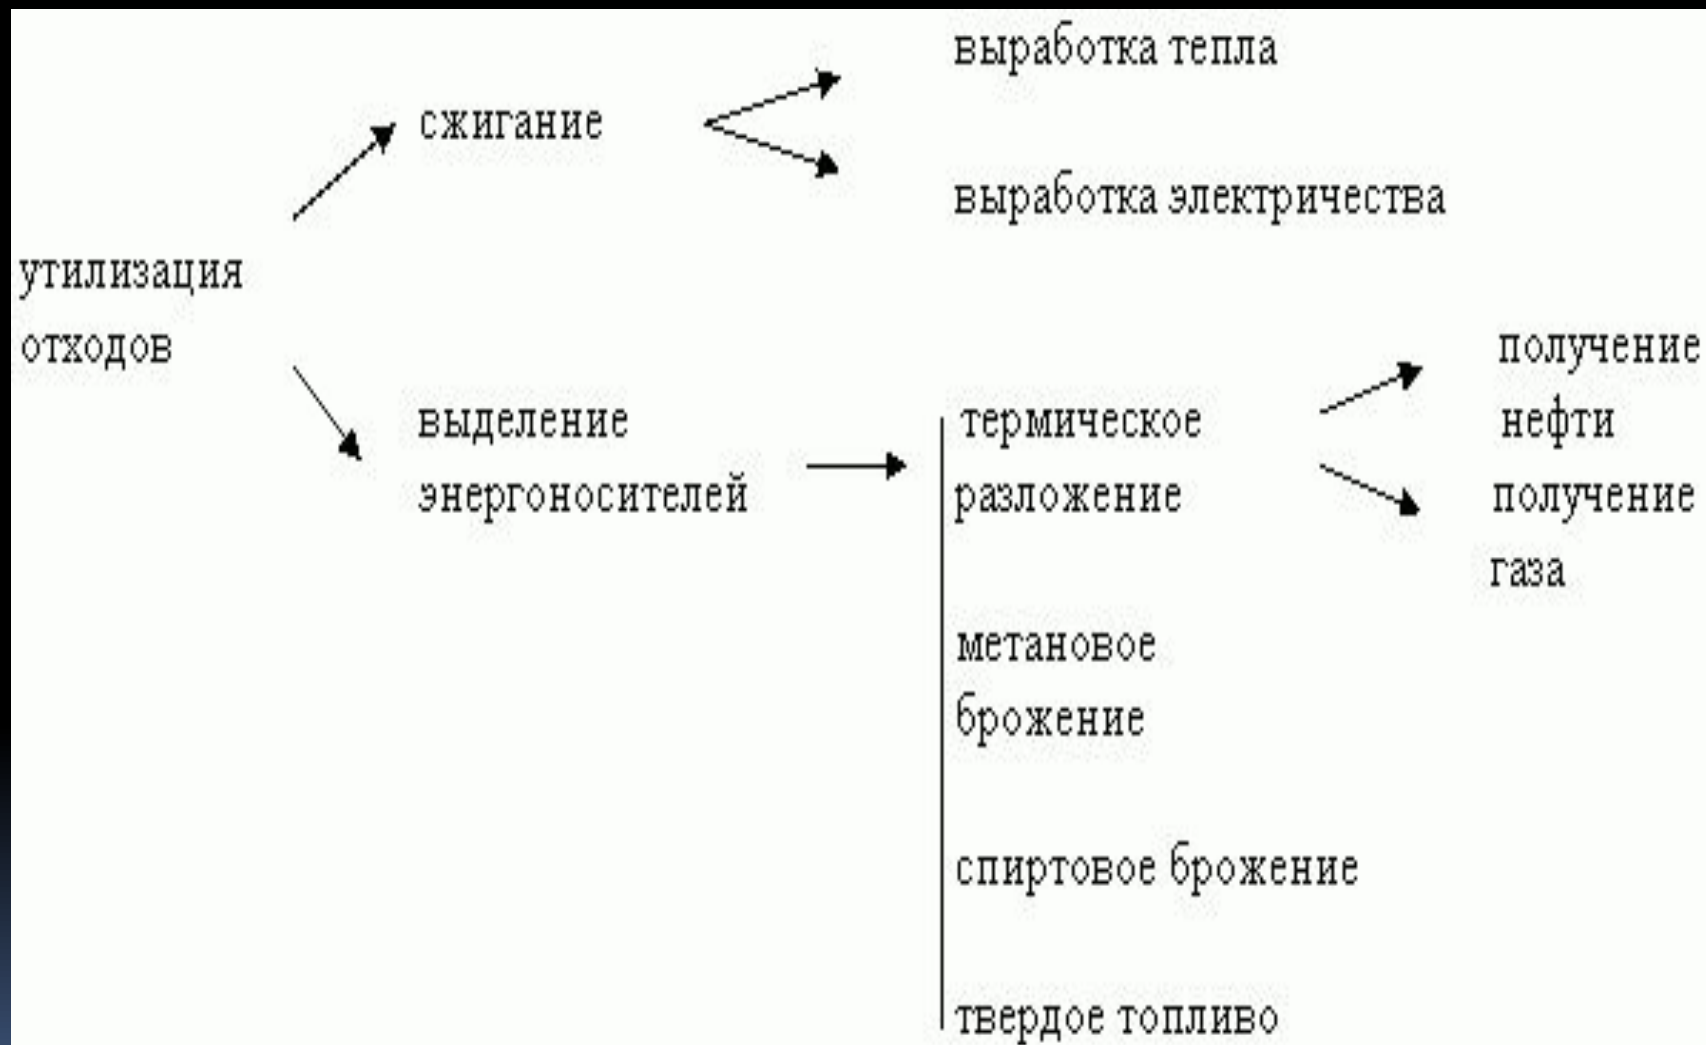 выработка тепла
сжигание
выработка электричества
утилизация
отходов
выделение
энергоносителей
термическое
разложение
получение
нефти
получение
газа
метановое
брожение
спиртовое брожение
твердое топливо